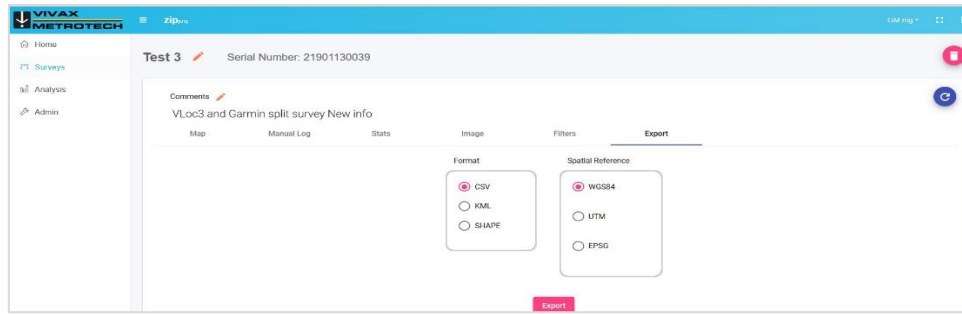 VIVAX
METROTECH
zip
Home
Surveys
Analysis
Admin
Test 3 Serial Number: 21901130039
Comments
VLoc3 and Garmin split survey New info
Map Manual Log Stats Image Filters Export
Format Spatial Reference
CSV WGS84
KML UTM
SHAPE EPSG
Export